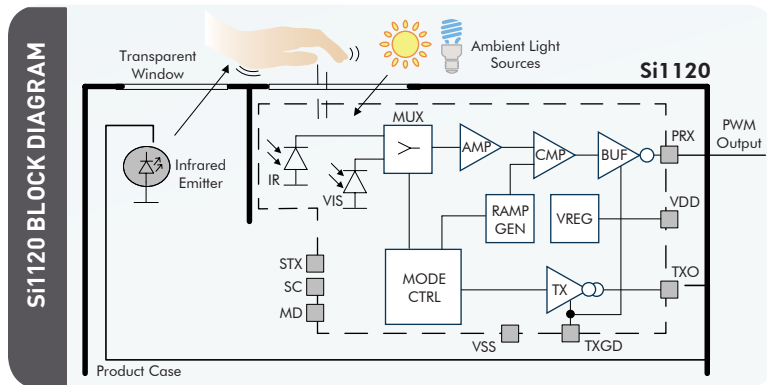 Si1120 BLOCK DIAGRAM
Transparent
Window
Ambient Light
Sources
Si1120
MUX
AMP
CMP
BUF
PRX
PWM
Output
Infrared
Emitter
IR
VIS
RAMP
GEN
VREG
VDD
STX
SC
MD
MODE
CTRL
TX
TXO
VSS
TXGD
Product Case